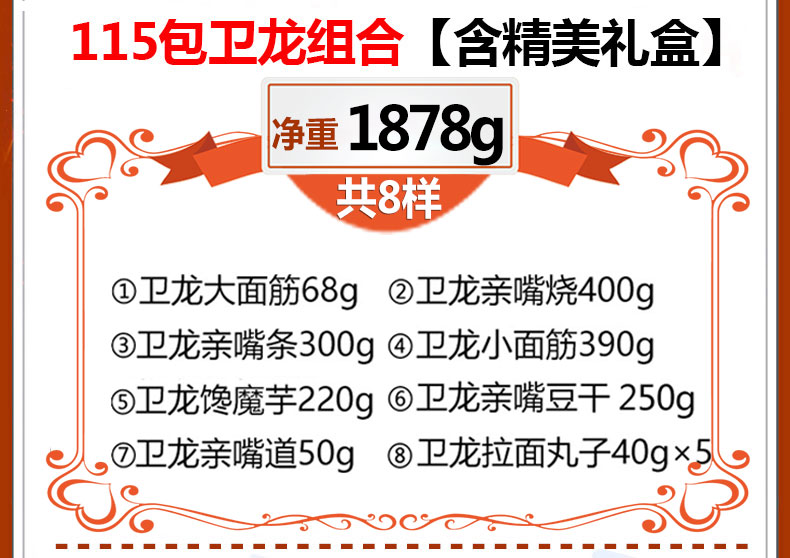 115包卫龙组合【含精美礼盒】
净重 1878g
共8样
①卫龙大面筋68g ②卫龙亲嘴烧400g
③卫龙亲嘴条300g ④卫龙小面筋390g
⑤卫龙馋魔芋220g ⑥卫龙亲嘴豆干 250g
⑦卫龙亲嘴道50g ⑧卫龙拉面丸子40g×5